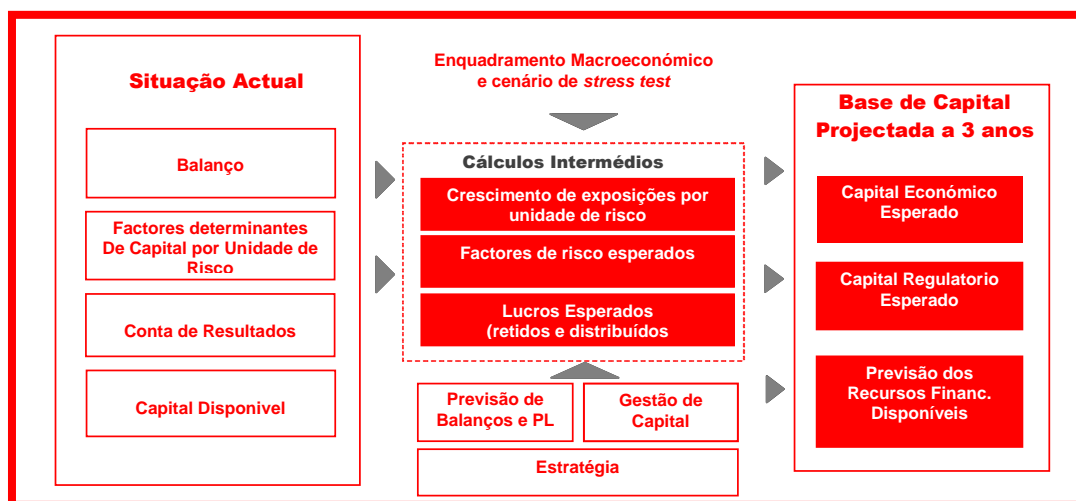 Situação Actual
Balanço
Factores determinantes
De Capital por Unidade de
Risco
Conta de Resultados
Capital Disponivel
Enquadramento Macroeconómico
e cenário de stress test
Cálculos Intermédios
Crescimento de exposições por
unidade de risco
Factores de risco esperados
Lucros Esperados
(retidos e distribuídos
Previsão de
Balanços e PL
Gestão de
Capital
Estratégia
Base de Capital
Projectada a 3 anos
Capital Económico
Esperado
Capital Regulatorio
Esperado
Previsão dos
Recursos Financ.
Disponíveis